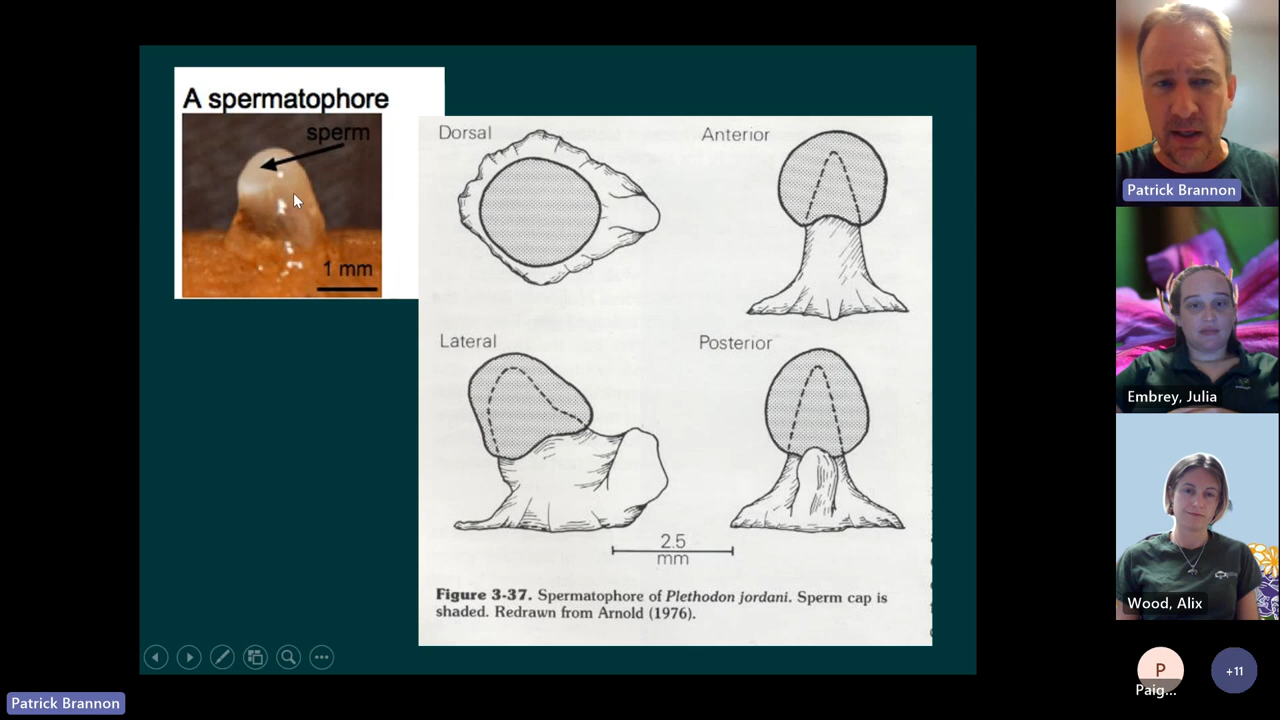 A spermatophore
sperm
1 mm
Dorsal
Anterior
Lateral
Posterior
2.5
mm
Figure 3-37. Spermatophore of Plethodon jordani. Sperm cap is
shaded. Redrawn from Arnold (1976).
Patrick Brannon
Embrey, Julia
Wood, Alix
P
Paig...
+11
Patrick Brannon